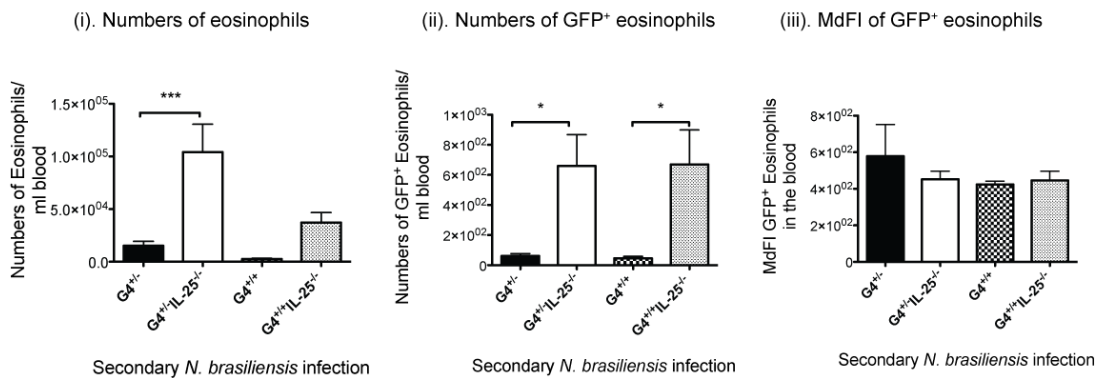 (i). Numbers of eosinophils
Numbers of Eosinophils/
ml blood
1.5×10⁰⁵
1.0×10⁰⁵
5.0×10⁰⁴
0.0
***
G4⁺/⁻
G4⁺/⁻IL-25⁻/⁻
G4⁺/⁺
G4⁺/⁺IL-25⁻/⁻
Secondary N. brasiliensis infection
(ii). Numbers of GFP⁺ eosinophils
Numbers of GFP⁺ Eosinophils/
ml blood
1×10⁰³
8×10⁰²
6×10⁰²
4×10⁰²
2×10⁰²
0
*
*
G4⁺/⁻
G4⁺/⁻IL-25⁻/⁻
G4⁺/⁺
G4⁺/⁺IL-25⁻/⁻
Secondary N. brasiliensis infection
(iii). MdFI of GFP⁺ eosinophils
MdFI GFP⁺ Eosinophils
in the blood
8×10⁰²
6×10⁰²
4×10⁰²
2×10⁰²
0
G4⁺/⁻
G4⁺/⁻IL-25⁻/⁻
G4⁺/⁺
G4⁺/⁺IL-25⁻/⁻
Secondary N. brasiliensis infection